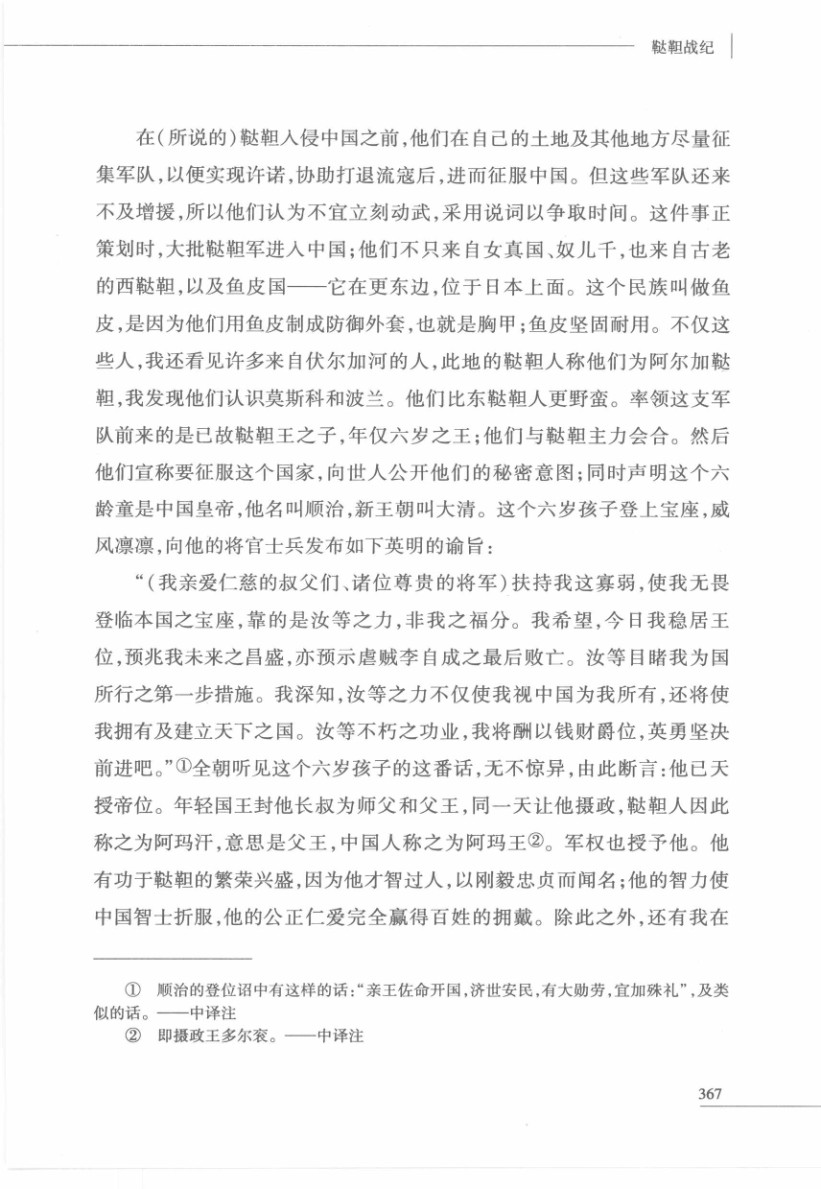 鞑靼战纪
在(所说的)鞑靼入侵中国之前,他们在自己的土地及其他地方尽量征
集军队,以便实现许诺,协助打退流寇后,进而征服中国。但这些军队还来
不及增援,所以他们认为不宜立刻动武,采用说词以争取时间。这件事正
策划时,大批鞑靼军进入中国;他们不只来自女真国、奴儿千,也来自古老
的西鞑靼,以及鱼皮国——它在更东边,位于日本上面。这个民族叫做鱼
皮,是因为他们用鱼皮制成防御外套,也就是胸甲;鱼皮坚固耐用。不仅这
些人,我还看见许多来自伏尔加河的人,此地的鞑靼人称他们为阿尔加鞑
靼,我发现他们认识莫斯科和波兰。他们比东鞑靼人更野蛮。率领这支军
队前来的是已故鞑靼王之子,年仅六岁之王;他们与鞑靼主力会合。然后
他们宣称要征服这个国家,向世人公开他们的秘密意图;同时声明这个六
龄童是中国皇帝,他名叫顺治,新王朝叫大清。这个六岁孩子登上宝座,威
风凛凛,向他的将官士兵发布如下英明的谕旨:
“(我亲爱仁慈的叔父们、诸位尊贵的将军)扶持我这寡弱,使我无畏
登临本国之宝座,靠的是汝等之力,非我之福分。我希望,今日我稳居王
位,预兆我未来之昌盛,亦预示虐贼李自成之最后败亡。汝等目睹我为国
所行之第一步措施。我深知,汝等之力不仅使我视中国为我所有,还将使
我拥有及建立天下之国。汝等不朽之功业,我将酬以钱财爵位,英勇坚决
前进吧。”①全朝听见这个六岁孩子的这番话,无不惊异,由此断言:他已天
授帝位。年轻国王封他长叔为师父和父王,同一天让他摄政,鞑靼人因此
称之为阿玛汗,意思是父王,中国人称之为阿玛王②。军权也授予他。他
有功于鞑靼的繁荣兴盛,因为他才智过人,以刚毅忠贞而闻名;他的智力使
中国智士折服,他的公正仁爱完全赢得百姓的拥戴。除此之外,还有我在
① 顺治的登位诏中有这样的话:“亲王佐命开国,济世安民,有大勋劳,宜加殊礼”,及类
似的话。——中译注
② 即摄政王多尔衮。——中译注
367